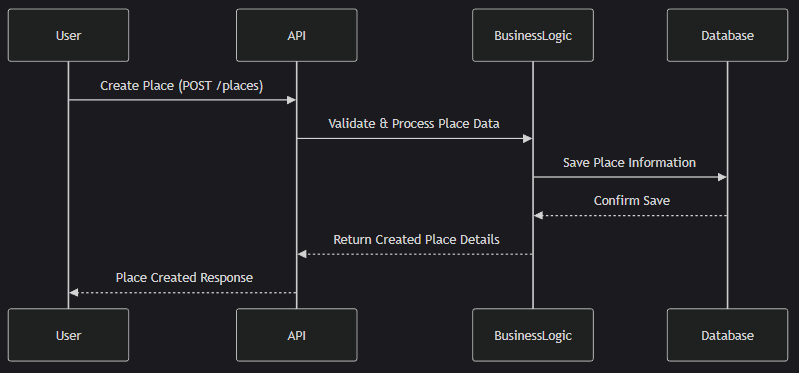 User
API
BusinessLogic
Database
Create Place (POST /places)
Validate & Process Place Data
Save Place Information
Confirm Save
Return Created Place Details
Place Created Response
User
API
BusinessLogic
Database